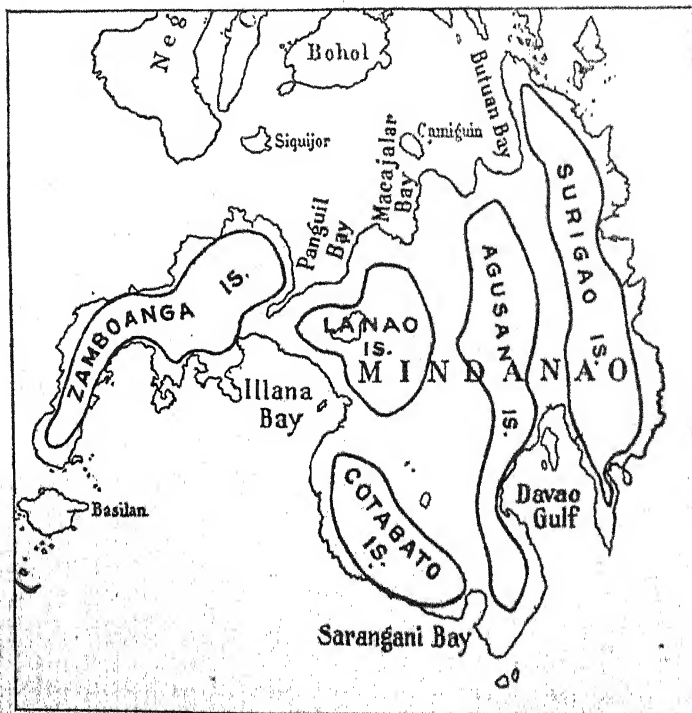 Neg
C
Bohol
Butuan Bay
Siquijor
Camiguin
Macajalar
Bay
Panguil
Bay
SURIGAO IS.
ZAMBOANGA IS.
AGUSAN IS.
LANAO
IS.
MINDANAO
Illana
Bay
Basilan
COTABATO
IS.
Davao
Gulf
Sarangani Bay